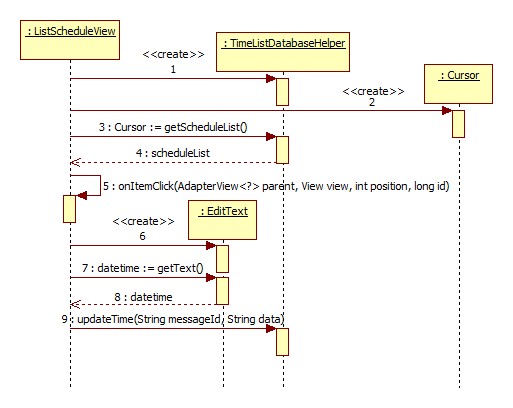 : ListScheduleView
: TimeListDatabaseHelper
<<create>>
1
: Cursor
<<create>>
2
3 : Cursor := getScheduleList()
4 : scheduleList
5 : onItemClick(AdapterView<?> parent, View view, int position, long id)
: EditText
<<create>>
6
7 : datetime := getText()
8 : datetime
9 : updateTime(String messageId, String data)